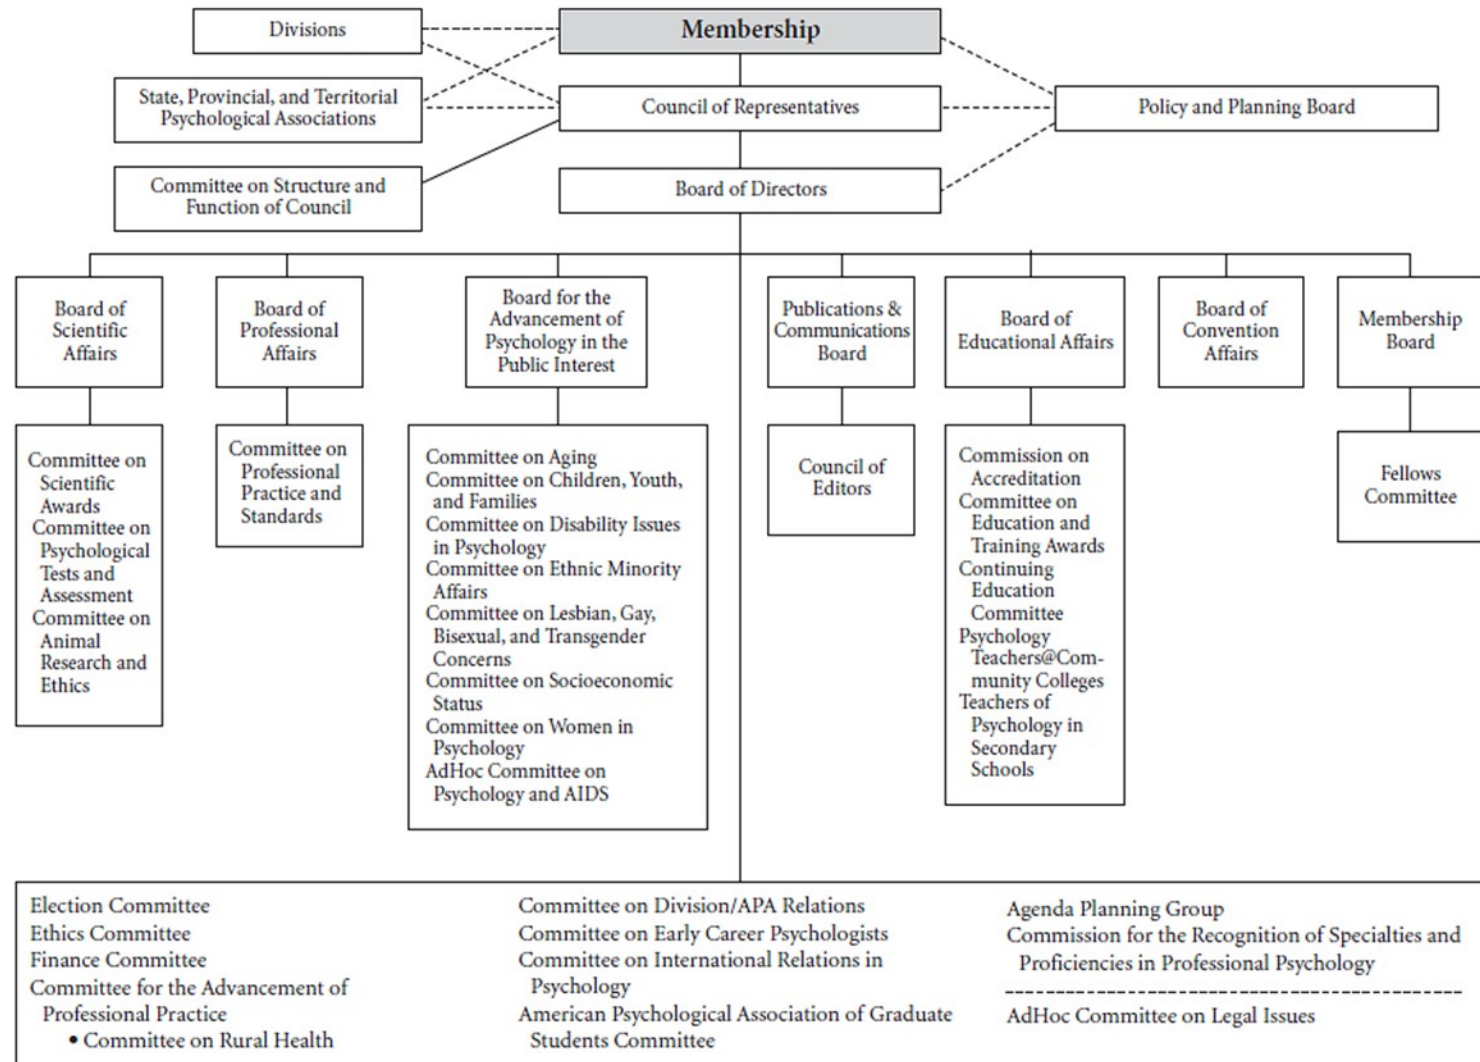 Divisions
Membership
State, Provincial, and Territorial
Psychological Associations
Council of Representatives
Policy and Planning Board
Committee on Structure and
Function of Council
Board of Directors
Board of
Scientific
Affairs
Board of
Professional
Affairs
Board for the
Advancement of
Psychology in the
Public Interest
Publications &
Communications
Board
Board of
Educational Affairs
Board of
Convention
Affairs
Membership
Board
Committee on
Scientific
Awards
Committee on
Psychological
Tests and
Assessment
Committee on
Animal
Research and
Ethics
Committee on
Professional
Practice and
Standards
Committee on Aging
Committee on Children, Youth,
and Families
Committee on Disability Issues
in Psychology
Committee on Ethnic Minority
Affairs
Committee on Lesbian, Gay,
Bisexual, and Transgender
Concerns
Committee on Socioeconomic
Status
Committee on Women in
Psychology
AdHoc Committee on
Psychology and AIDS
Council of
Editors
Commission on
Accreditation
Committee on
Education and
Training Awards
Continuing
Education
Committee
Psychology
Teachers@Com-
munity Colleges
Teachers of
Psychology in
Secondary
Schools
Fellows
Committee
Election Committee
Ethics Committee
Finance Committee
Committee for the Advancement of
Professional Practice
• Committee on Rural Health
Committee on Division/APA Relations
Committee on Early Career Psychologists
Committee on International Relations in
Psychology
American Psychological Association of Graduate
Students Committee
Agenda Planning Group
Commission for the Recognition of Specialties and
Proficiencies in Professional Psychology
AdHoc Committee on Legal Issues